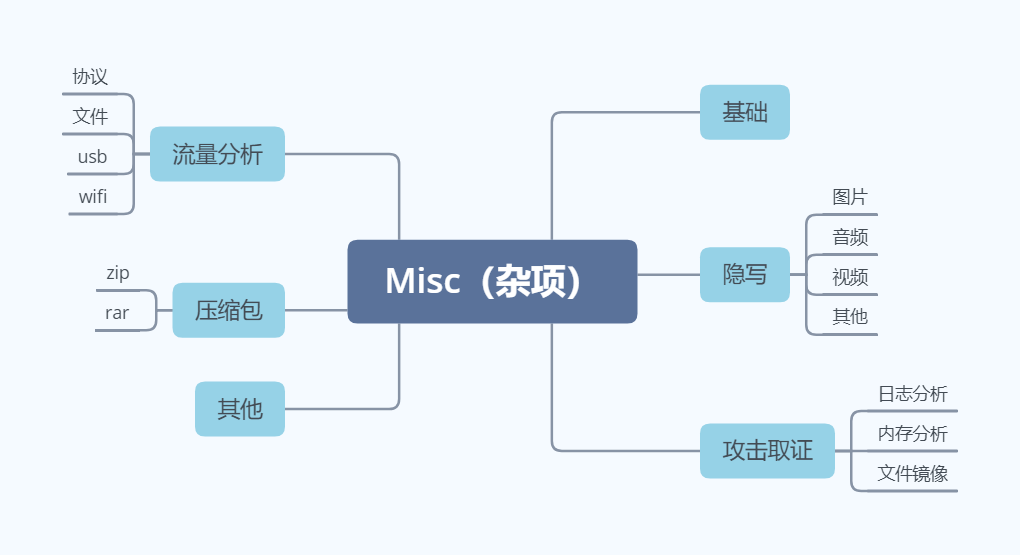 Misc（杂项）
基础
隐写
图片
音频
视频
其他
攻击取证
日志分析
内存分析
文件镜像
流量分析
协议
文件
usb
wifi
压缩包
zip
rar
其他